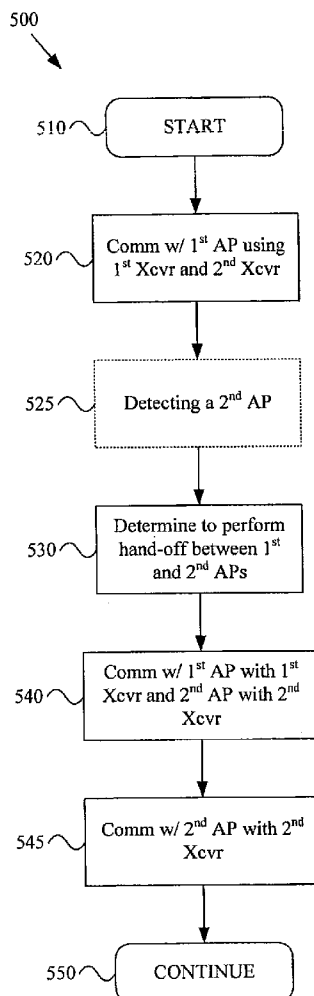 500
510
START
520
Comm w/ 1st AP using
1st Xcvr and 2nd Xcvr
525
Detecting a 2nd AP
530
Determine to perform
hand-off between 1st
and 2nd APs
540
Comm w/ 1st AP with 1st
Xcvr and 2nd AP with 2nd
Xcvr
545
Comm w/ 2nd AP with 2nd
Xcvr
550
CONTINUE